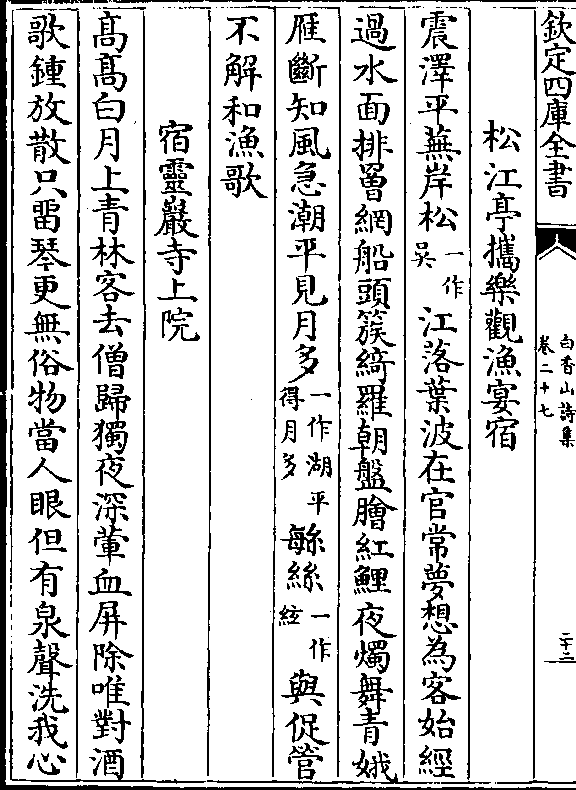 欽定四庫全書
白香山詩集
卷二十七
二十二
松江亭攜樂觀漁宴宿
震澤平蕪岸松一作吳江落葉波在官常夢想為客始經
過水面排罾網船頭簇綺羅朝盤膾紅鯉夜燭舞青娥
雁斷知風急潮平見月多一作湖平得月多緐絲一作絃與促管
不解和漁歌
宿靈巖寺上院
髙髙白月上青林客去僧歸獨夜深葷血屏除唯對酒
歌鍾放散只畱琴更無俗物當人眼但有泉聲洗我心